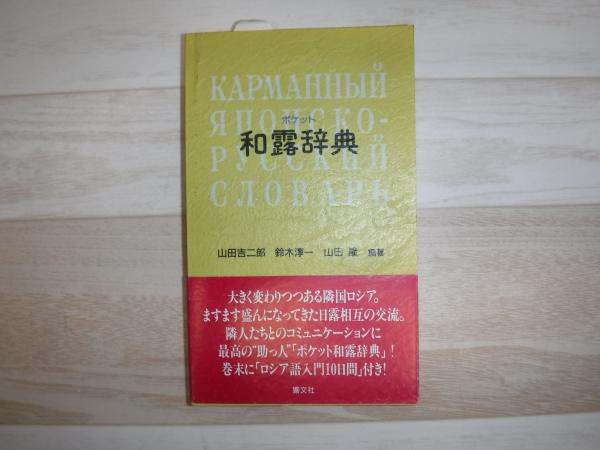 КАРМАННЫЙ
ЯПОНСКО-
ポケット
和露辞典
РУССКИЙ
СЛОВАРЬ
山田吉二郎 鈴木淳一 山田 隆 編著
大きく変わりつつある隣国ロシア。
ますます盛んになってきた日露相互の交流。
隣人たちとのコミュニケーションに
最高の“助っ人”「ポケット和露辞典」!
巻末に「ロシア語入門10日間」付き!
響文社